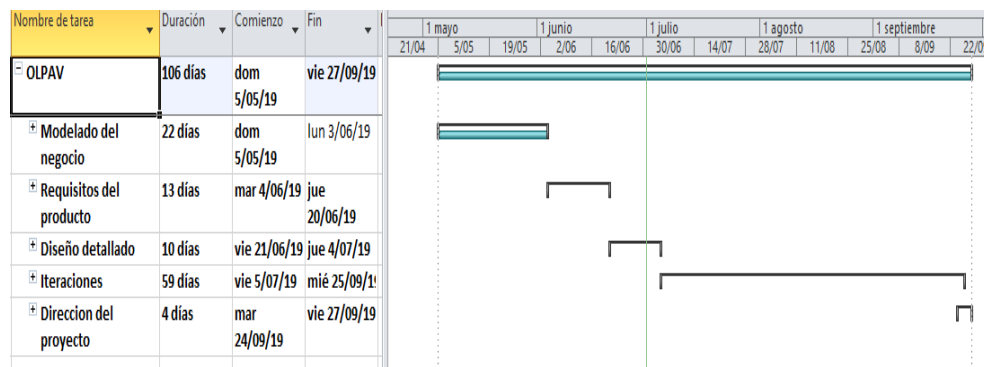 Nombre de tarea Duración Comienzo Fin
1 mayo 1 junio 1 julio 1 agosto 1 septiembre
21/04 5/05 19/05 2/06 16/06 30/06 14/07 28/07 11/08 25/08 8/09 22/0
OLPAV 106 días dom vie 27/09/19
5/05/19
Modelado del 22 días dom lun 3/06/19
negocio 5/05/19
Requisitos del 13 días mar 4/06/19 jue
producto 20/06/19
Diseño detallado 10 días vie 21/06/19 jue 4/07/19
Iteraciones 59 días vie 5/07/19 mié 25/09/1
Direccion del 4 días mar vie 27/09/19
proyecto 24/09/19